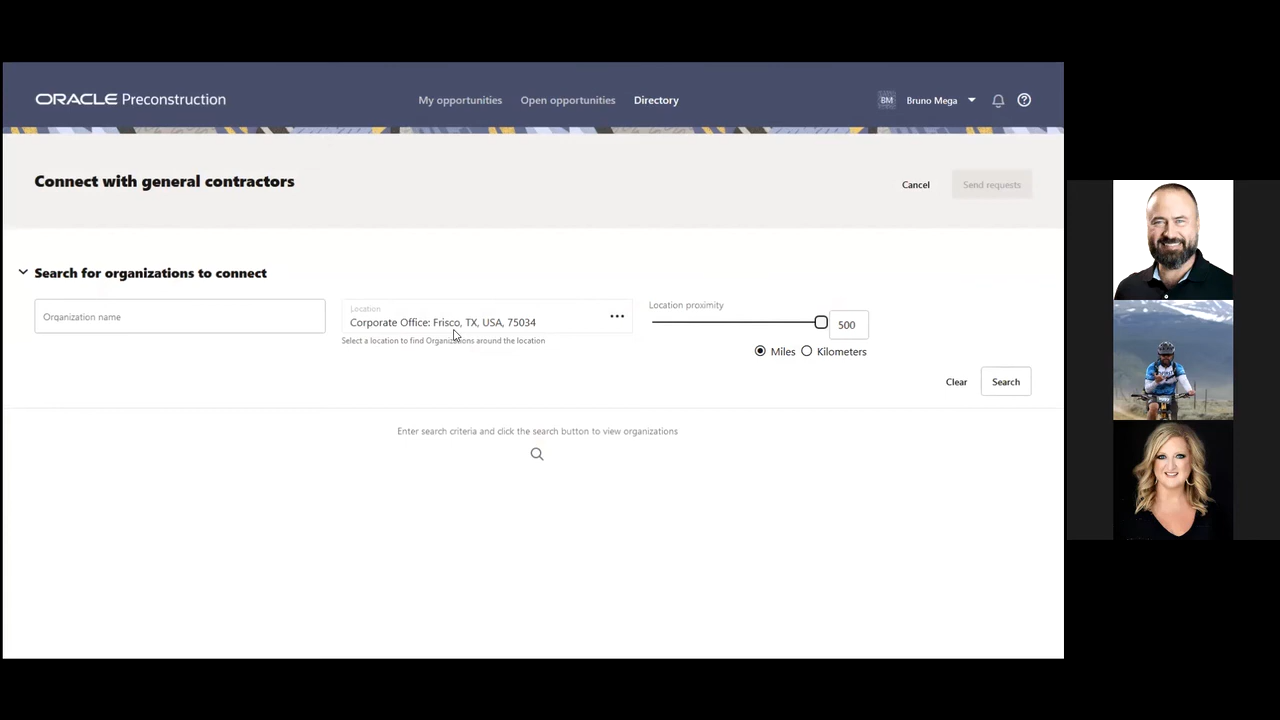 ORACLE Preconstruction
My opportunities Open opportunities Directory
BM Bruno Mega
Connect with general contractors
Cancel Send requests
Search for organizations to connect
Organization name
Location
Corporate Office: Frisco, TX, USA, 75034
Select a location to find Organizations around the location
Location proximity
500
Miles Kilometers
Clear Search
Enter search criteria and click the search button to view organizations